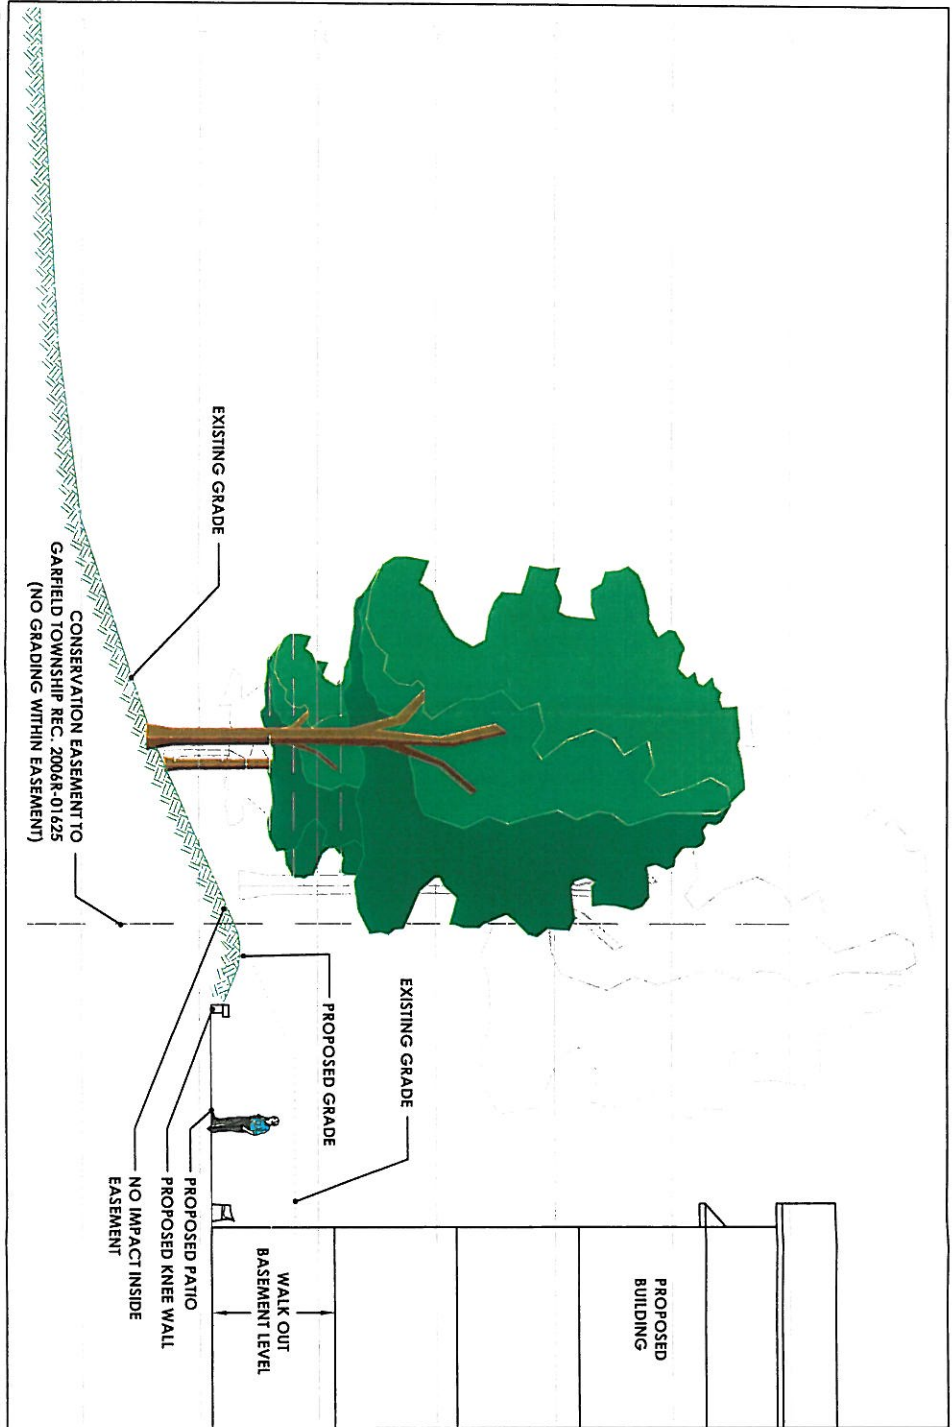 EXISTING GRADE
CONSERVATION EASEMENT TO
GARFIELD TOWNSHIP REC. 2006R-01625
(NO GRADING WITHIN EASEMENT)
EXISTING GRADE
PROPOSED GRADE
PROPOSED PATIO
PROPOSED KNEE WALL
NO IMPACT INSIDE
EASEMENT
PROPOSED
BUILDING
WALK OUT
BASEMENT LEVEL